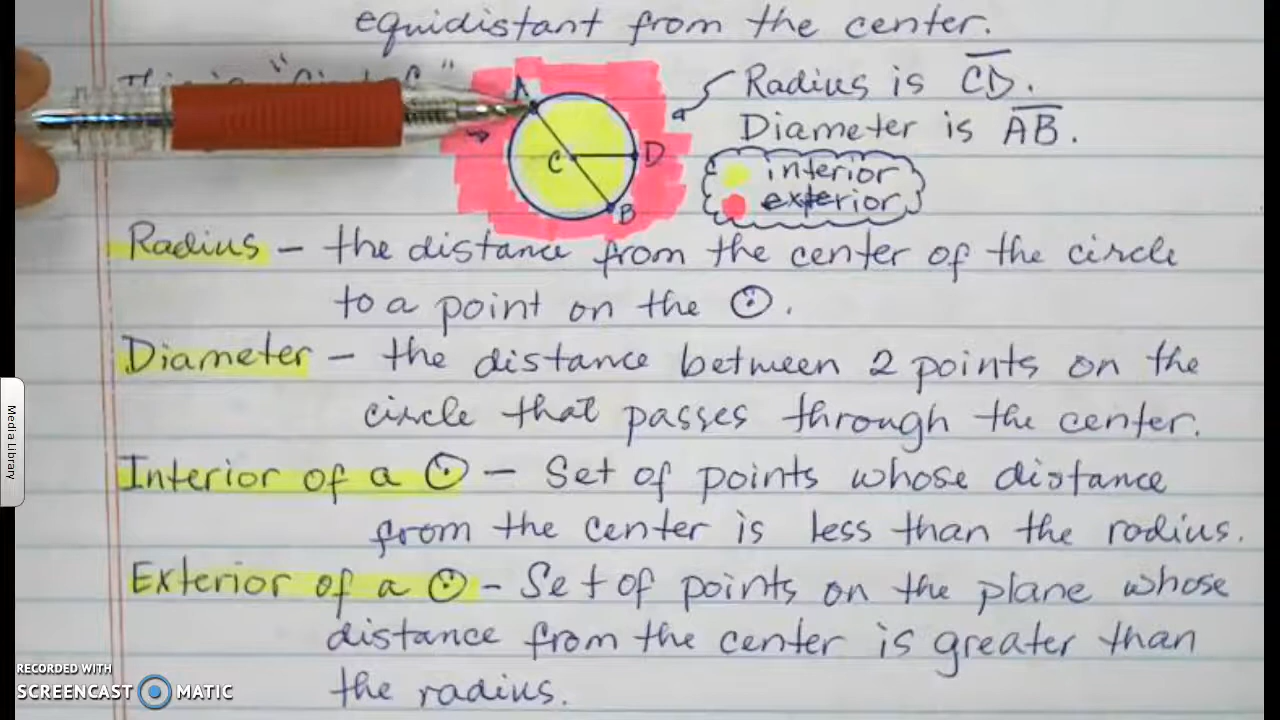 equidistant from the center.
"
A
Radius is CD.
Diameter is AB.
C
D
B
interior
exterior
Radius – the distance from the center of the circle
to a point on the ⊙.
Diameter – the distance between 2 points on the
circle that passes through the center.
Interior of a ⊙ – Set of points whose distance
from the center is less than the radius.
Exterior of a ⊙ – Set of points on the plane whose
distance from the center is greater than
the radius.
Media Library
RECORDED WITH
SCREENCAST MATIC